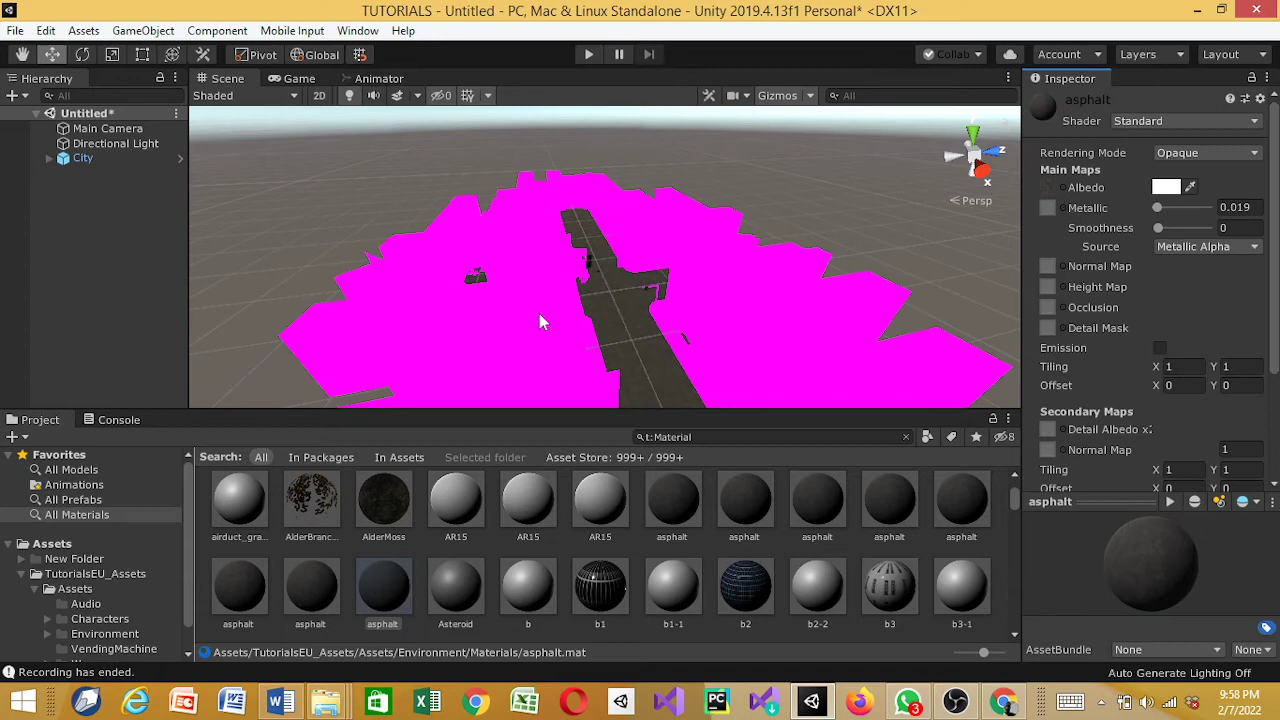 TUTORIALS - Untitled - PC, Mac & Linux Standalone - Unity 2019.4.13f1 Personal* <DX11>
File Edit Assets GameObject Component Mobile Input Window Help
Pivot Global Collab Account Layers Layout
Hierarchy Scene Game Animator Inspector
All Shaded 2D 0 Gizmos All
Untitled*
Main Camera
Directional Light
City
Persp
x
z
asphalt
Shader Standard
Rendering Mode Opaque
Main Maps
Albedo
Metallic 0.019
Smoothness 0
Source Metallic Alpha
Normal Map
Height Map
Occlusion
Detail Mask
Emission
Tiling X 1 Y 1
Offset X 0 Y 0
Secondary Maps
Detail Albedo x2
Normal Map 1
Tiling X 1 Y 1
Offset X 0 Y 0
Project Console
t:Material 8
Search: All In Packages In Assets Selected folder Asset Store: 999+ / 999+
Favorites
All Models
Animations
All Prefabs
All Materials
Assets
New Folder
TutorialsEU_Assets
Assets
Audio
Characters
Environment
VendingMachine
airduct_gra... AlderBranc... AlderMoss AR15 AR15 AR15 asphalt asphalt asphalt asphalt asphalt
asphalt asphalt asphalt Asteroid b b1 b1-1 b2 b2-2 b3 b3-1
Assets/TutorialsEU_Assets/Assets/Environment/Materials/asphalt.mat
asphalt
AssetBundle None None
Recording has ended.
Auto Generate Lighting Off
3
9:58 PM
2/7/2022